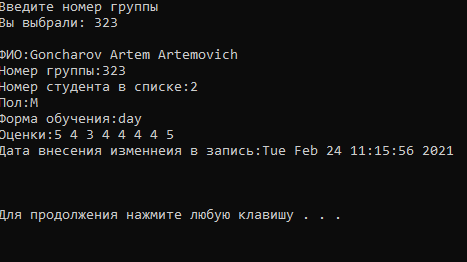 Введите номер группы
Вы выбрали: 323
ФИО:Goncharov Artem Artemovich
Номер группы:323
Номер студента в списке:2
Пол:М
Форма обучения:day
Оценки:5 4 3 4 4 4 4 5
Дата внесения изменнеия в запись:Tue Feb 24 11:15:56 2021
Для продолжения нажмите любую клавишу . . .